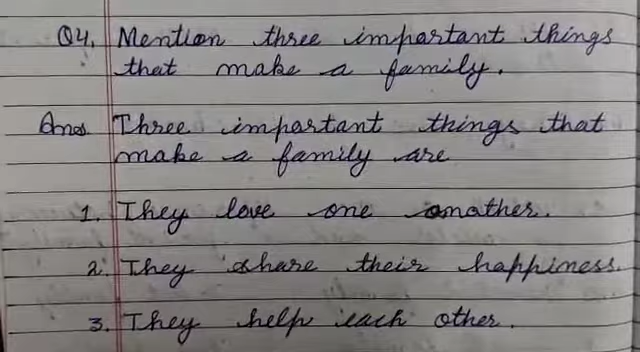 Q4. Mention three important things
that make a family.
Ans. Three important things that
make a family are
1. They love one another.
2. They share their happiness.
3. They help each other.